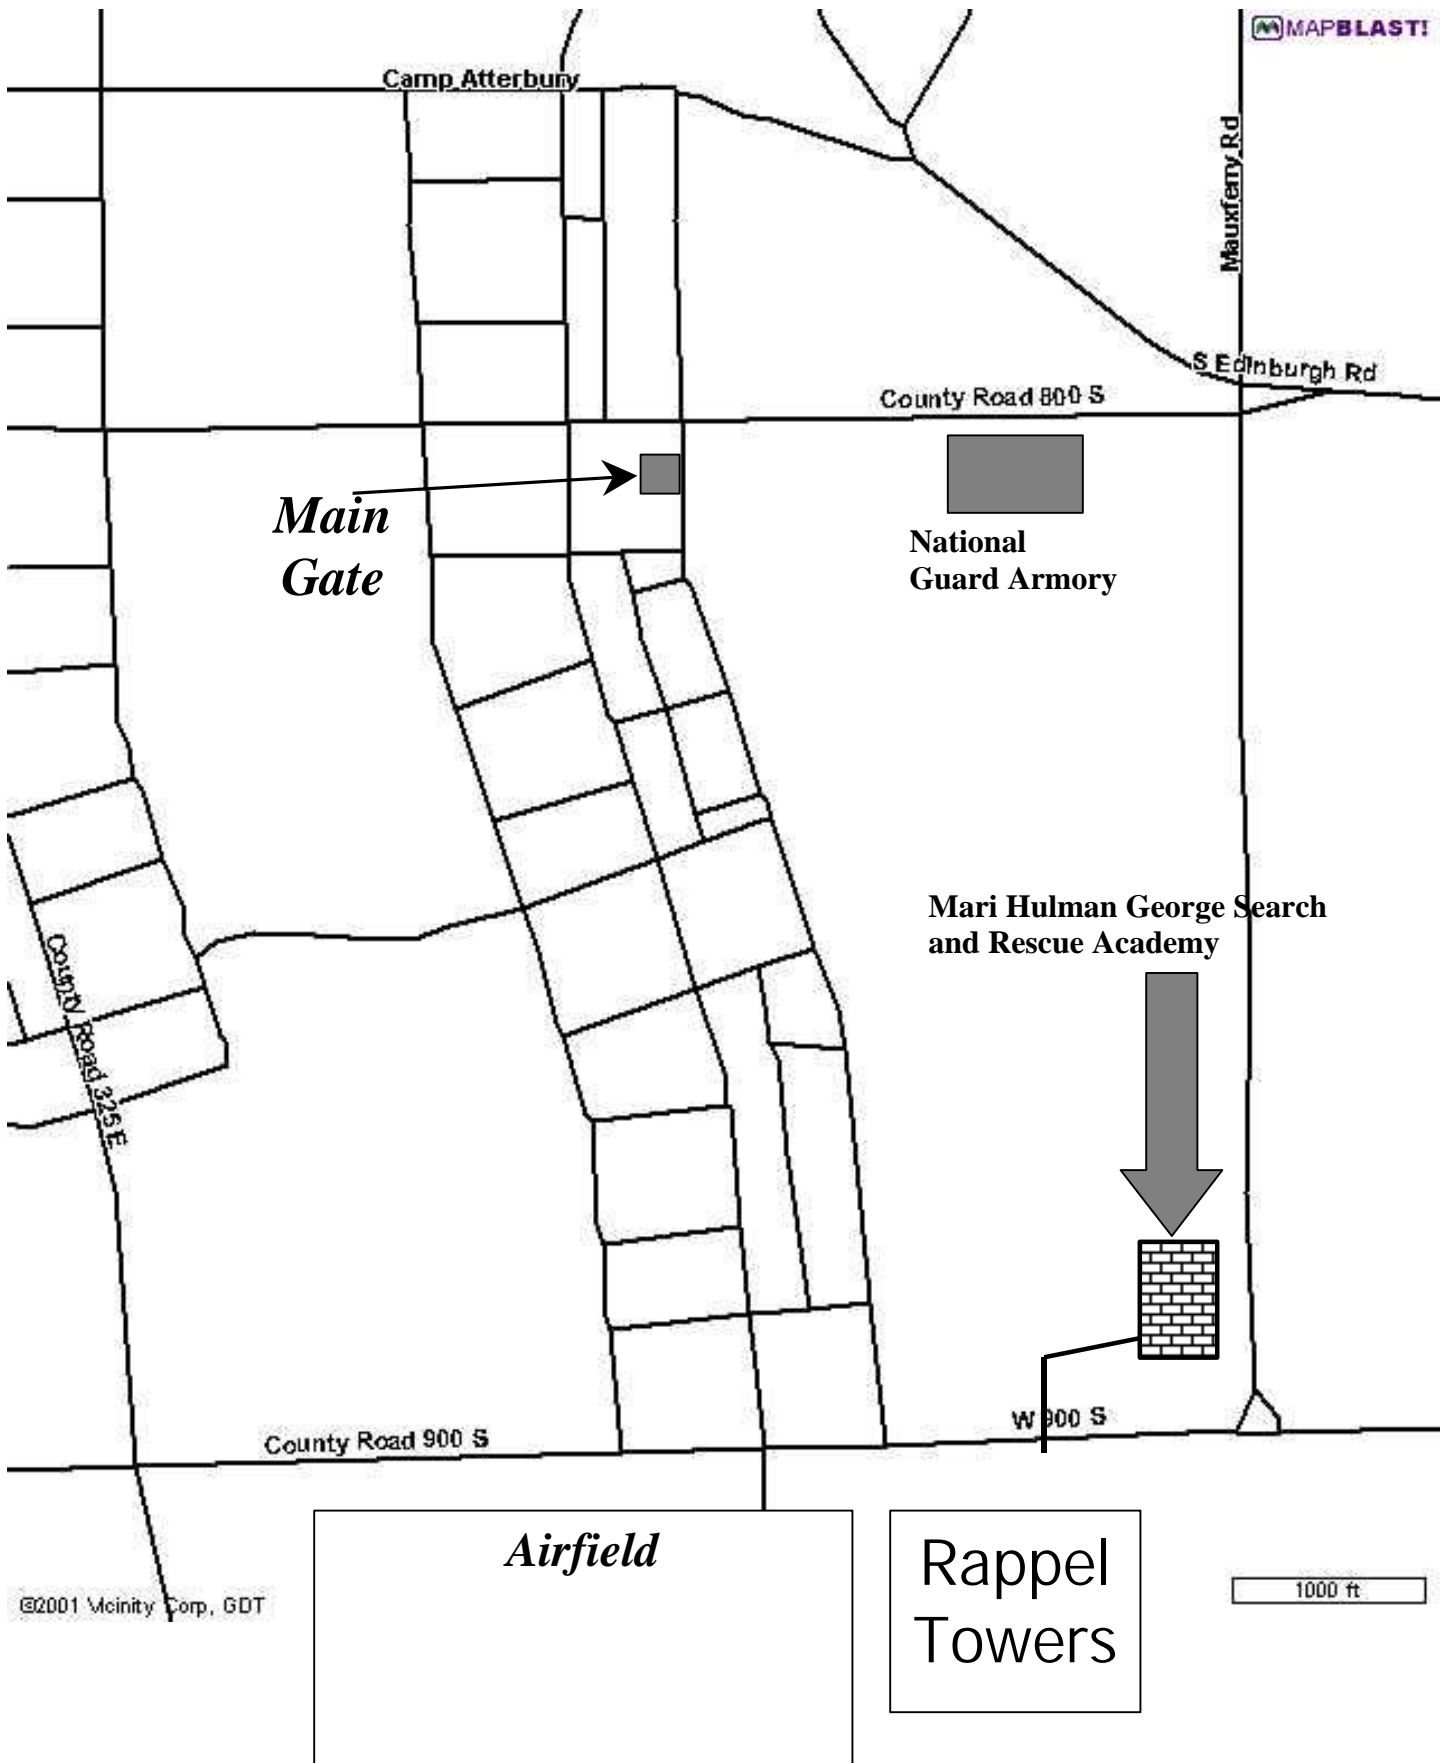 MAPBLAST!
Camp Atterbury
Mauxferry Rd
S Edinburgh Rd
County Road 800 S
Main
Gate
National
Guard Armory
Mari Hulman George Search
and Rescue Academy
County Road 325 E
W 900 S
County Road 900 S
Airfield
Rappel
Towers
©2001 Vicinity Corp, GDT
1000 ft